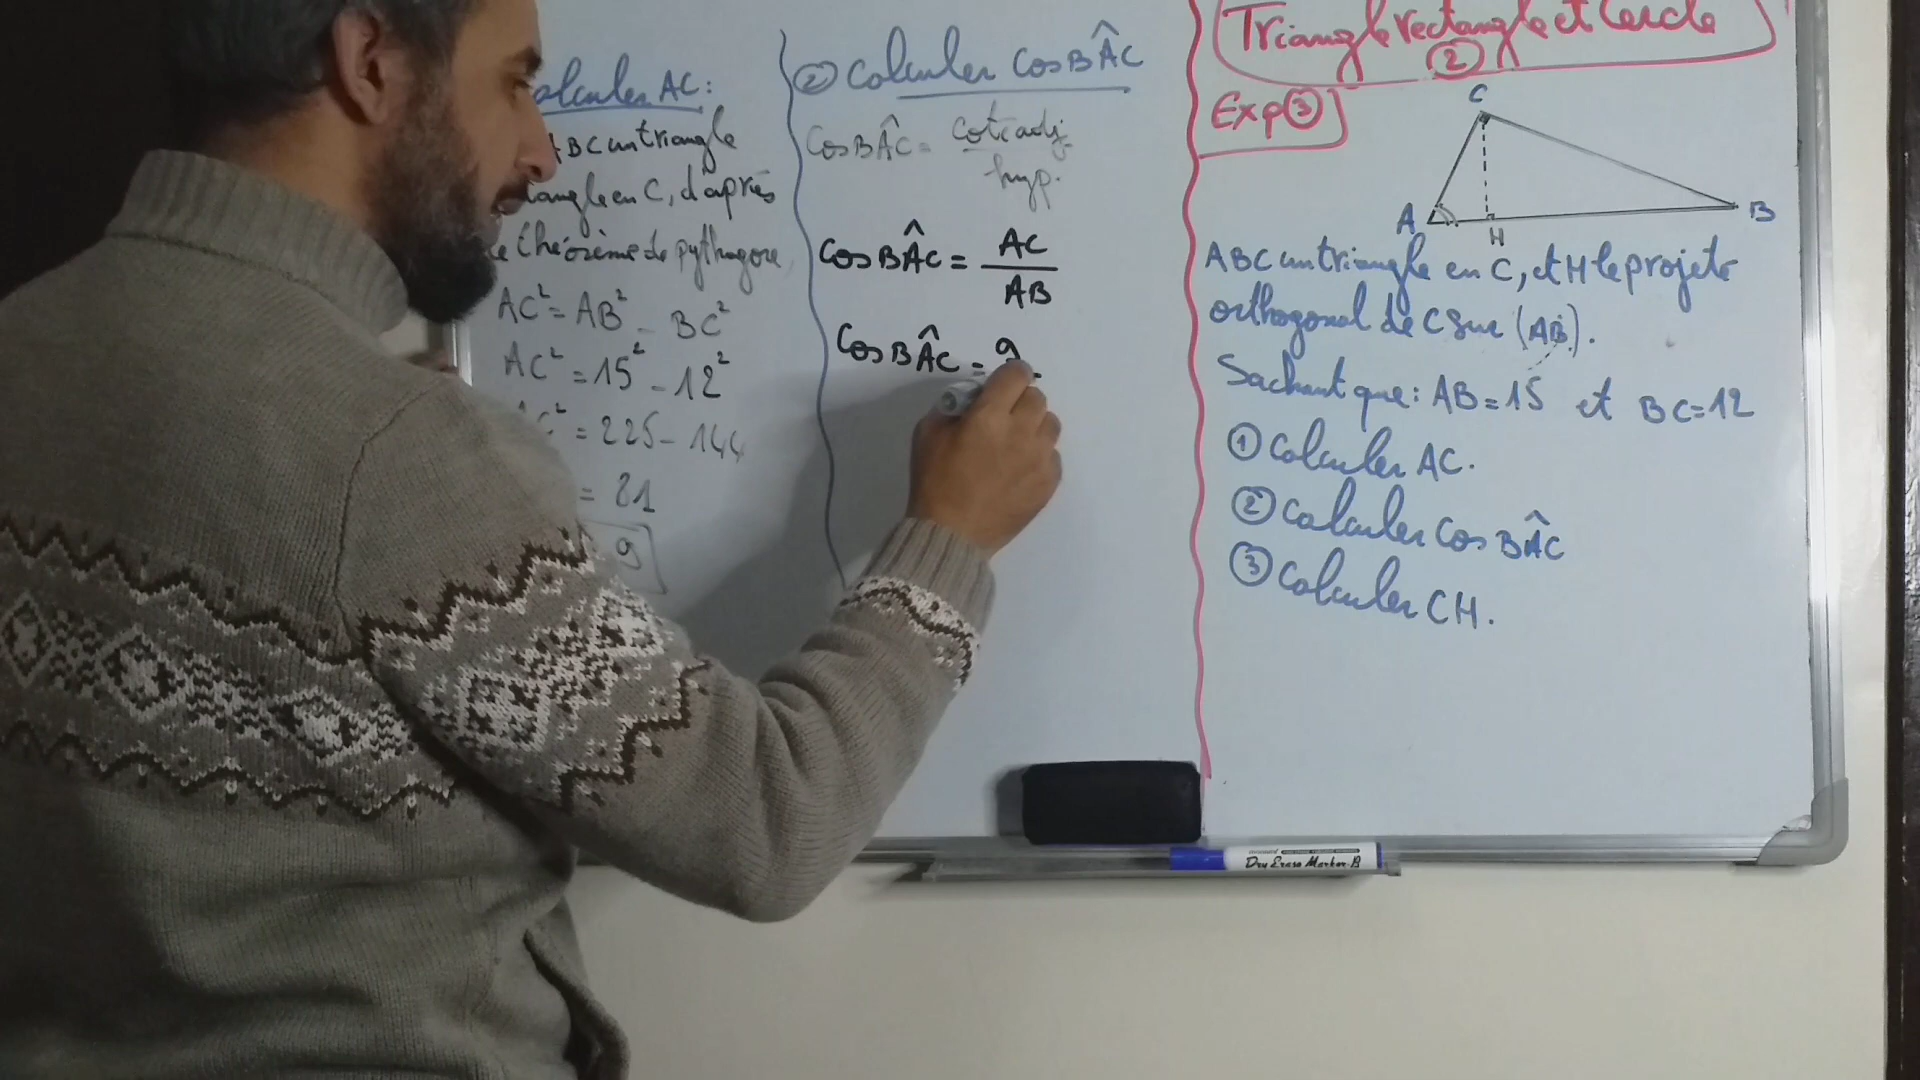 Calculer AC:
ABC un triangle
en C, d'après
le théorème de pythagore
AC² = AB² - BC²
AC² = 15² - 12²
AC² = 225 - 144
= 81
9
② Calculer cos BÂC
Cos BÂC = coté adj
hyp.
Cos BÂC = AC
AB
Cos BÂC = 9
Triangle rectangle et Cercle
②
Exp③
C
A
H
B
ABC un triangle en C, et H le projeté
orthogonal de C sur (AB).
Sachant que: AB=15 et BC=12
① Calculer AC.
② Calculer Cos BÂC
③ Calculer CH.
Dry Erase Marker-B